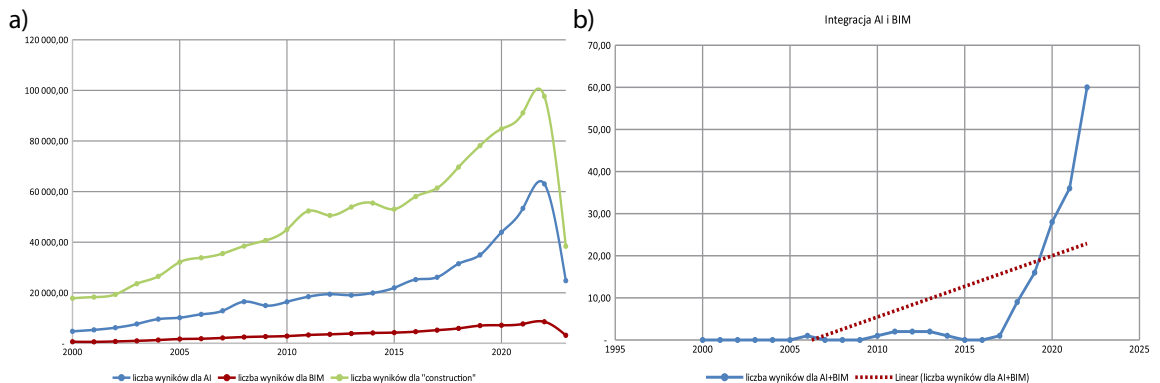 a)
120 000,00
100 000,00
80 000,00
60 000,00
40 000,00
20 000,00
-
2000 2005 2010 2015 2020
liczba wyników dla AI liczba wyników dla BIM liczba wyników dla "construction"
b)
Integracja AI i BIM
70,00
60,00
50,00
40,00
30,00
20,00
10,00
-
1995 2000 2005 2010 2015 2020 2025
liczba wyników dla AI+BIM Linear (liczba wyników dla AI+BIM)